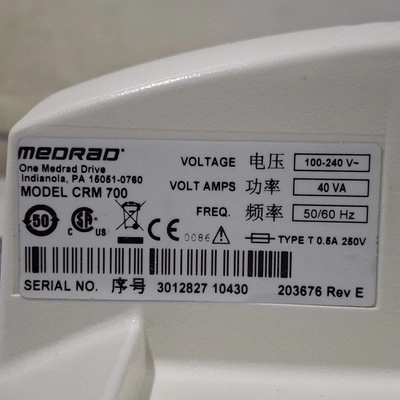 MEDRAD
One Medrad Drive
Indianola, PA 15051-0760
MODEL CRM 700
VOLTAGE 电压 100-240 V~
VOLT AMPS 功率 40 VA
FREQ. 频率 50/60 Hz
50
C SA US
CE 0086
TYPE T 0.5A 250V
SERIAL NO. 序号 3012827 10430 203676 Rev E